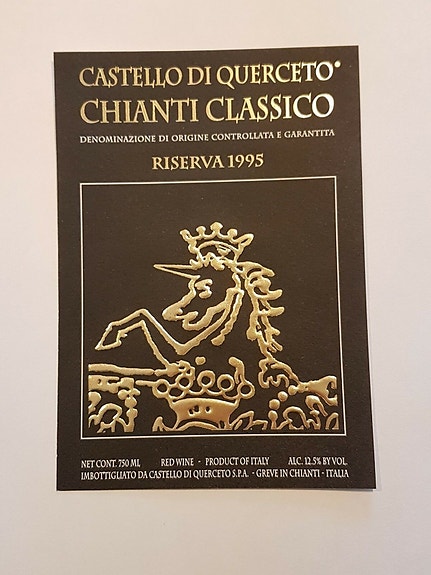 CASTELLO DI QUERCETO®
CHIANTI CLASSICO
DENOMINAZIONE DI ORIGINE CONTROLLATA E GARANTITA
RISERVA 1995
NET CONT. 750 ML RED WINE - PRODUCT OF ITALY ALC. 12.5% BY VOL.
IMBOTTIGLIATO DA CASTELLO DI QUERCETO S.P.A. - GREVE IN CHIANTI - ITALIA